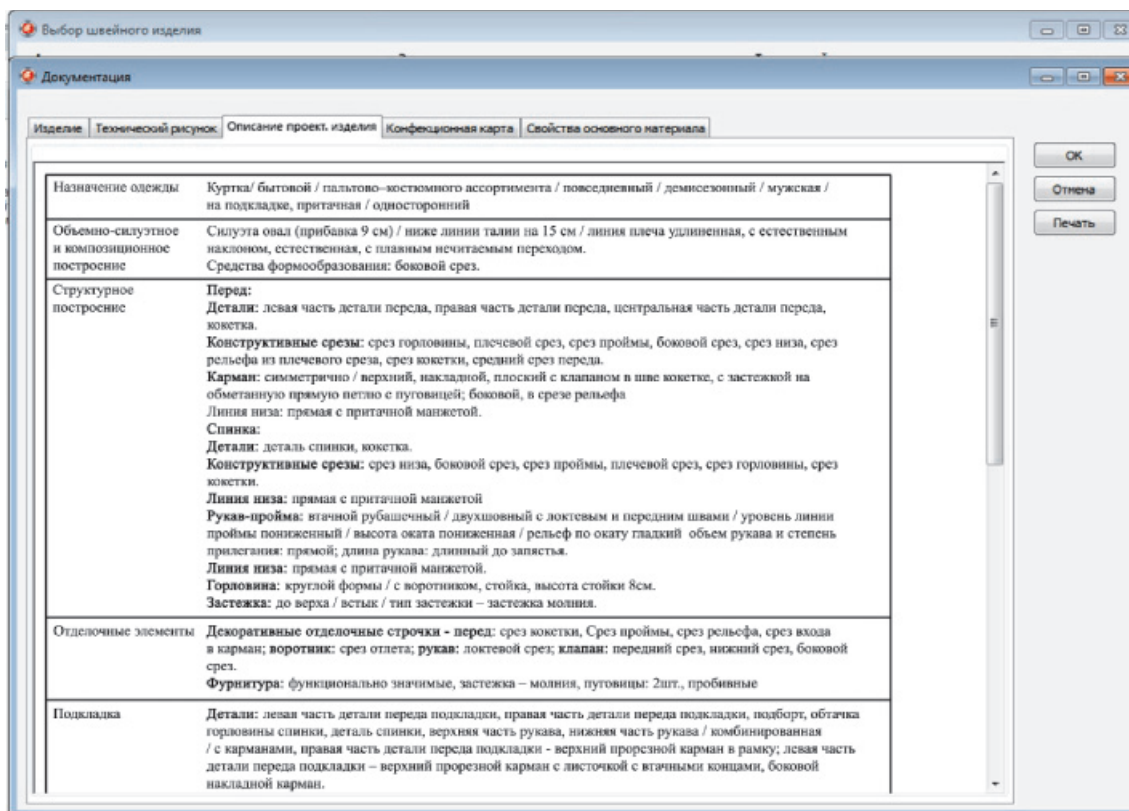 Выбор швейного изделия
Документация
Изделие Технический рисунок Описание проект. изделия Конфекционная карта Свойства основного материала
ОК
Отмена
Печать
Назначение одежды Куртка/ бытовой / пальтово–костюмного ассортимента / повседневный / демисезонный / мужская /
на подкладке, притачная / односторонний
Объемно-силуэтное Силуэта овал (прибавка 9 см) / ниже линии талии на 15 см / линия плеча удлиненная, с естественным
и композиционное наклоном, естественная, с плавным нечитаемым переходом.
построение Средства формообразования: боковой срез.
Структурное Перед:
построение Детали: левая часть детали переда, правая часть детали переда, центральная часть детали переда,
кокетка.
Конструктивные срезы: срез горловины, плечевой срез, срез проймы, боковой срез, срез низа, срез
рельефа из плечевого среза, срез кокетки, средний срез переда.
Карман: симметрично / верхний, накладной, плоский с клапаном в шве кокетке, с застежкой на
обметанную прямую петлю с пуговицей; боковой, в срезе рельефа
Линия низа: прямая с притачной манжетой.
Спинка:
Детали: деталь спинки, кокетка.
Конструктивные срезы: срез низа, боковой срез, срез проймы, плечевой срез, срез горловины, срез
кокетки.
Линия низа: прямая с притачной манжетой
Рукав-пройма: втачной рубашечный / двухшовный с локтевым и передним швами / уровень линии
проймы пониженный / высота оката пониженная / рельеф по окату гладкий объем рукава и степень
прилегания: прямой; длина рукава: длинный до запястья.
Линия низа: прямая с притачной манжетой.
Горловина: круглой формы / с воротником, стойка, высота стойки 8см.
Застежка: до верха / встык / тип застежки – застежка молния.
Отделочные элементы Декоративные отделочные строчки - перед: срез кокетки, Срез проймы, срез рельефа, срез входа
в карман; воротник: срез отлета; рукав: локтевой срез; клапан: передний срез, нижний срез, боковой
срез.
Фурнитура: функционально значимые, застежка – молния, пуговицы: 2шт., пробивные
Подкладка Детали: левая часть детали переда подкладки, правая часть детали переда подкладки, подборт, обтачка
горловины спинки, деталь спинки, верхняя часть рукава, нижняя часть рукава / комбинированная
/ с карманами, правая часть детали переда подкладки - верхний прорезной карман в рамку; левая часть
детали переда подкладки – верхний прорезной карман с листочкой с втачными концами, боковой
накладной карман.